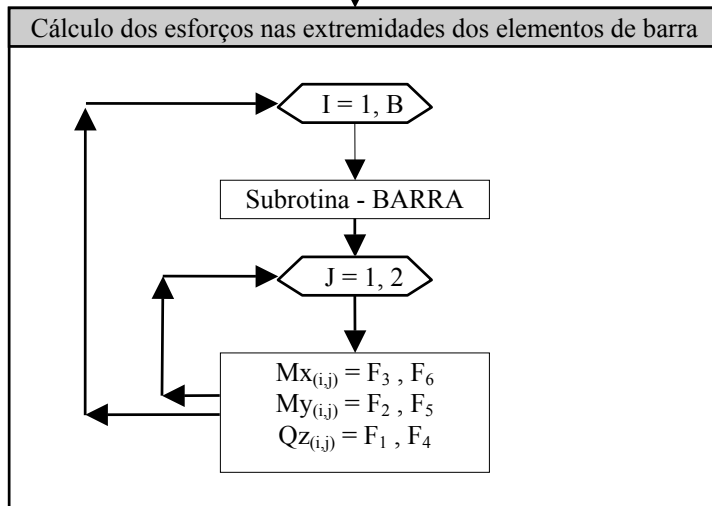 Cálculo dos esforços nas extremidades dos elementos de barra
I = 1, B
Subrotina - BARRA
J = 1, 2
Mx(i,j) = F3 , F6
My(i,j) = F2 , F5
Qz(i,j) = F1 , F4